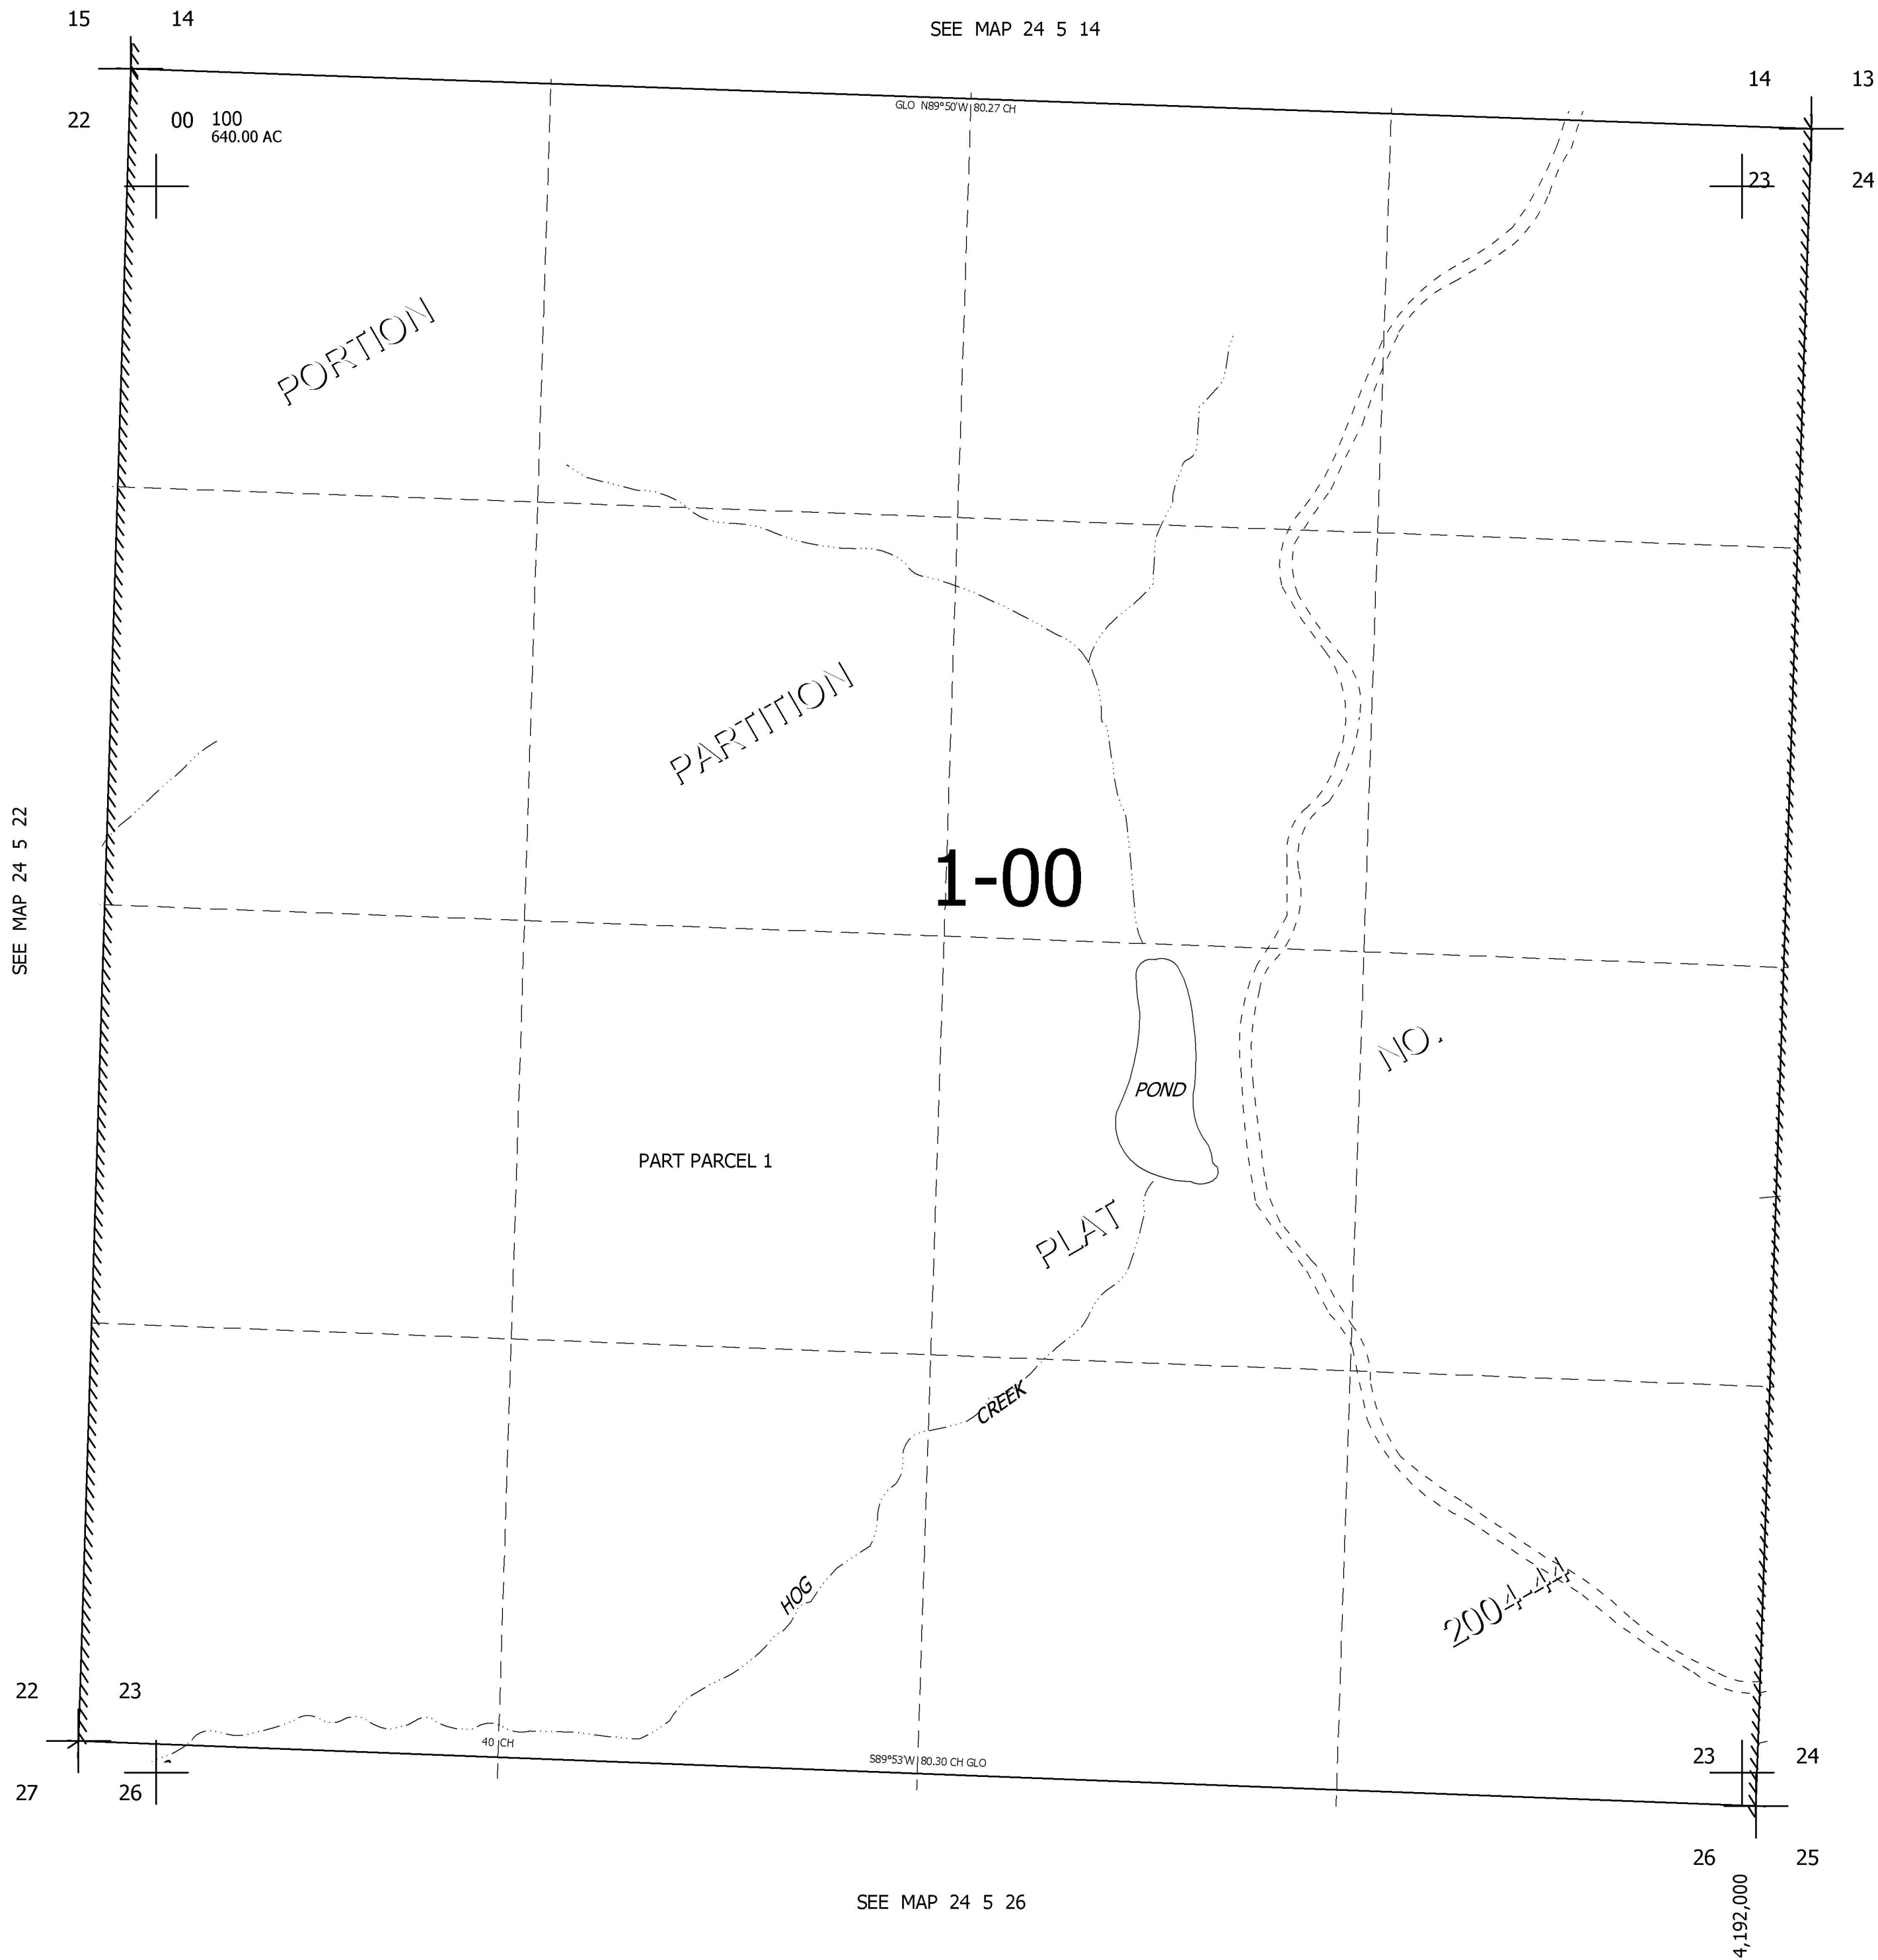 15 14
SEE MAP 24 5 14
14 13
GLO N89°50'W 80.27 CH
22 00 100
640.00 AC
23 24
PORTION
PARTITION
SEE MAP 24 5 22
1-00
NO.
POND
PART PARCEL 1
PLAT
CREEK
HOG
2004-44
22 23
40 CH
S89°53'W 80.30 CH GLO
23 24
27 26
26 25
SEE MAP 24 5 26
4,192,000